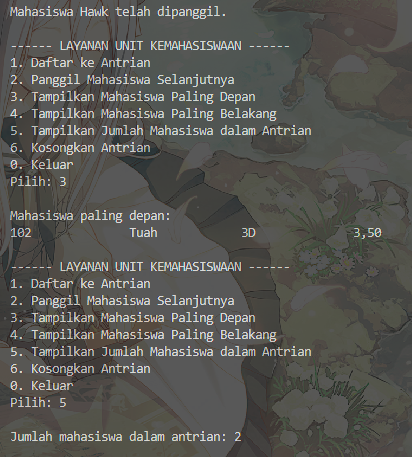 Mahasiswa Hawk telah dipanggil.
------ LAYANAN UNIT KEMAHASISWAAN ------
1. Daftar ke Antrian
2. Panggil Mahasiswa Selanjutnya
3. Tampilkan Mahasiswa Paling Depan
4. Tampilkan Mahasiswa Paling Belakang
5. Tampilkan Jumlah Mahasiswa dalam Antrian
6. Kosongkan Antrian
0. Keluar
Pilih: 3
Mahasiswa paling depan:
102 Tuah 3D 3,50
------ LAYANAN UNIT KEMAHASISWAAN ------
1. Daftar ke Antrian
2. Panggil Mahasiswa Selanjutnya
3. Tampilkan Mahasiswa Paling Depan
4. Tampilkan Mahasiswa Paling Belakang
5. Tampilkan Jumlah Mahasiswa dalam Antrian
6. Kosongkan Antrian
0. Keluar
Pilih: 5
Jumlah mahasiswa dalam antrian: 2